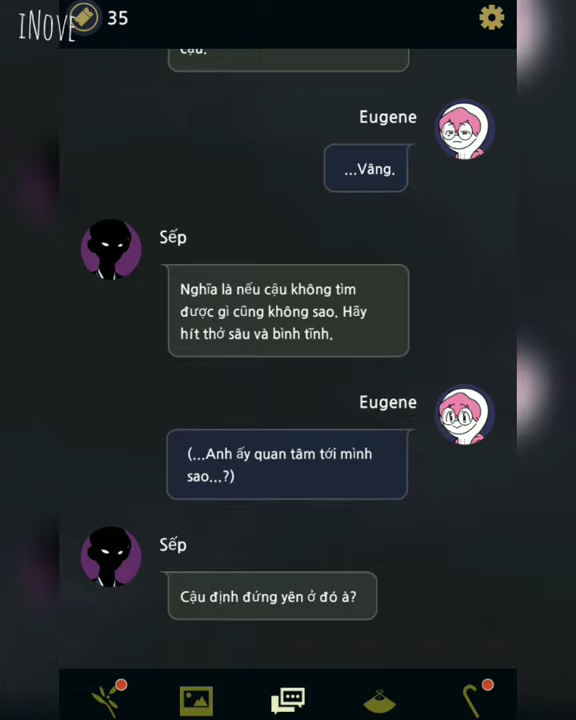 iNOVE
35
cậu.
Eugene
...Vâng.
Sếp
Nghĩa là nếu cậu không tìm
được gì cũng không sao. Hãy
hít thở sâu và bình tĩnh.
Eugene
(...Anh ấy quan tâm tới mình
sao...?)
Sếp
Cậu định đứng yên ở đó à?